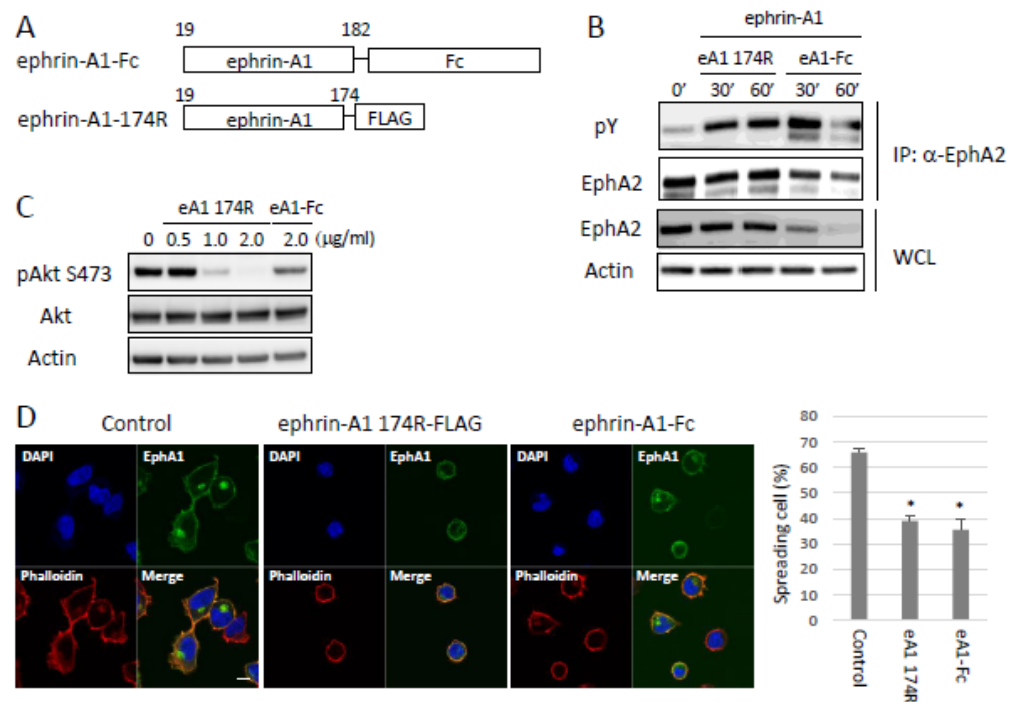 A
19 182
ephrin-A1-Fc ephrin-A1 Fc
19 174
ephrin-A1-174R ephrin-A1 FLAG
B
ephrin-A1
eA1 174R eA1-Fc
0' 30' 60' 30' 60'
pY
EphA2
IP: α-EphA2
EphA2
Actin
WCL
C
eA1 174R eA1-Fc
0 0.5 1.0 2.0 2.0 (µg/ml)
pAkt S473
Akt
Actin
D
Control
DAPI EphA1
Phalloidin Merge
ephrin-A1 174R-FLAG
DAPI EphA1
Phalloidin Merge
ephrin-A1-Fc
DAPI EphA1
Phalloidin Merge
Spreading cell (%)
80
70
60
50
40
30
20
10
0
* *
Control eA1 174R eA1-Fc